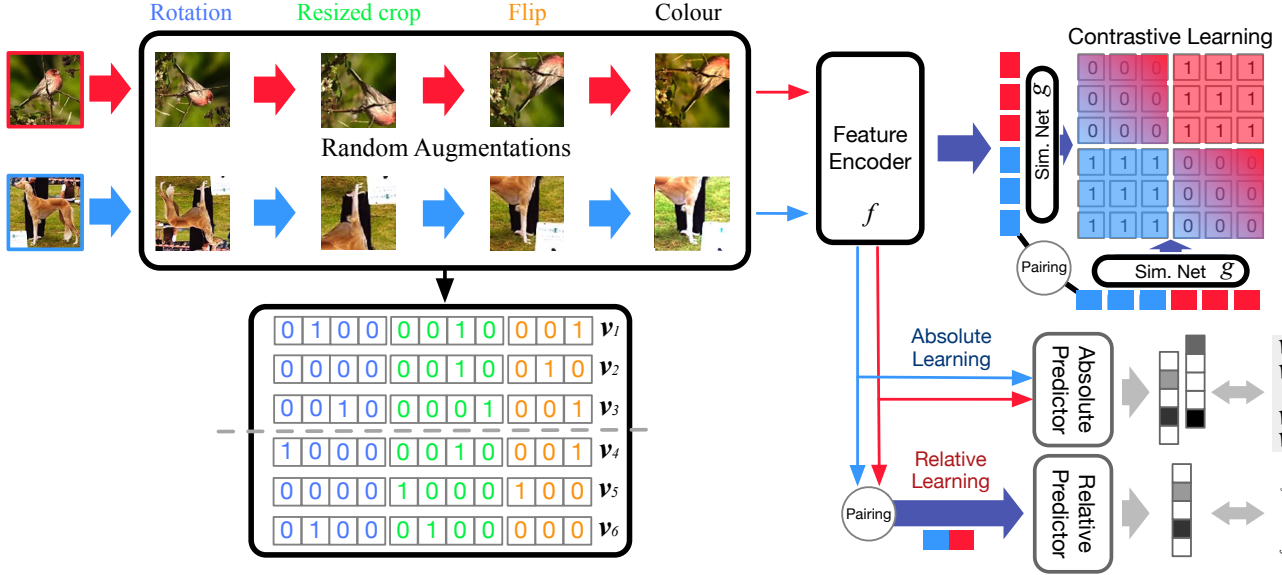 Rotation Resized crop Flip Colour
Random Augmentations
Feature
Encoder
f
Contrastive Learning
Sim. Net g
0 0 0 1 1 1
0 0 0 1 1 1
0 0 0 1 1 1
1 1 1 0 0 0
1 1 1 0 0 0
1 1 1 0 0 0
Pairing
Sim. Net g
0 1 0 0 0 0 1 0 0 0 1 v1
0 0 0 0 0 0 1 0 0 1 0 v2
0 0 1 0 0 0 0 1 0 0 1 v3
1 0 0 0 0 0 1 0 0 0 1 v4
0 0 0 0 1 0 0 0 1 0 0 v5
0 1 0 0 0 1 0 0 0 0 0 v6
Absolute
Learning
Absolute
Predictor
Relative
Learning
Pairing
Relative
Predictor